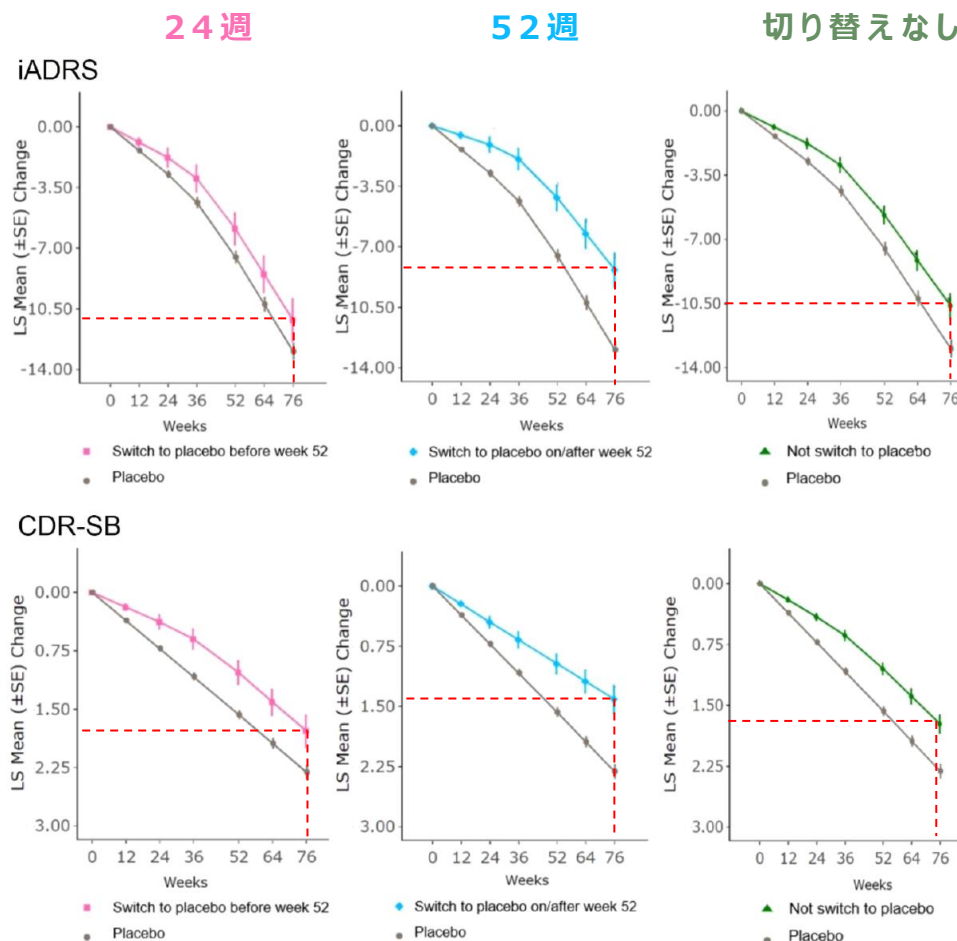 24週 52週 切り替えなし
iADRS
LS Mean (±SE) Change
0.00
-3.50
-7.00
-10.50
-14.00
0 12 24 36 52 64 76
Weeks
Switch to placebo before week 52
Placebo
LS Mean (±SE) Change
0.00
-3.50
-7.00
-10.50
-14.00
0 12 24 36 52 64 76
Weeks
Switch to placebo on/after week 52
Placebo
LS Mean (±SE) Change
0.00
-3.50
-7.00
-10.50
-14.00
0 12 24 36 52 64 76
Weeks
Not switch to placebo
Placebo
CDR-SB
LS Mean (±SE) Change
0.00
0.75
1.50
2.25
3.00
0 12 24 36 52 64 76
Weeks
Switch to placebo before week 52
Placebo
LS Mean (±SE) Change
0.00
0.75
1.50
2.25
3.00
0 12 24 36 52 64 76
Weeks
Switch to placebo on/after week 52
Placebo
LS Mean (±SE) Change
0.00
0.75
1.50
2.25
3.00
0 12 24 36 52 64 76
Weeks
Not switch to placebo
Placebo